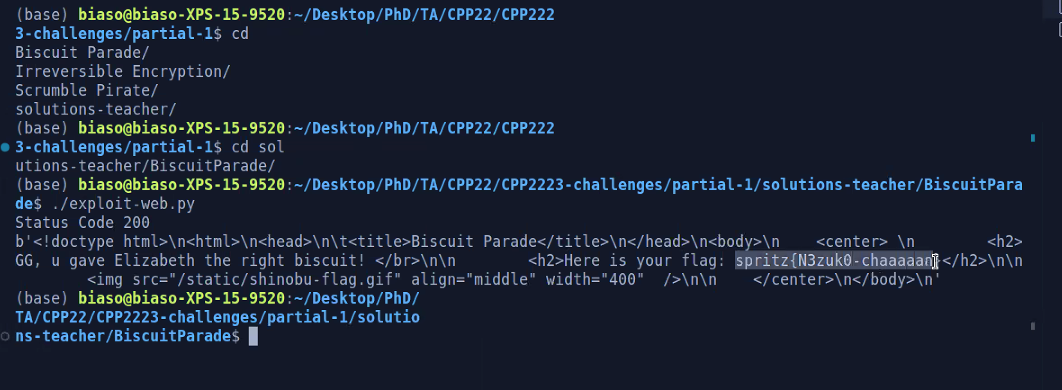 (base) biaso@biaso-XPS-15-9520:~/Desktop/PhD/TA/CPP22/CPP222
3-challenges/partial-1$ cd
Biscuit Parade/
Irreversible Encryption/
Scrumble Pirate/
solutions-teacher/
(base) biaso@biaso-XPS-15-9520:~/Desktop/PhD/TA/CPP22/CPP222
3-challenges/partial-1$ cd sol
utions-teacher/BiscuitParade/
(base) biaso@biaso-XPS-15-9520:~/Desktop/PhD/TA/CPP22/CPP2223-challenges/partial-1/solutions-teacher/BiscuitPara
de$ ./exploit-web.py
Status Code 200
b'<!doctype html>\n<html>\n<head>\n\t<title>Biscuit Parade</title>\n</head>\n<body>\n    <center> \n        <h2>
GG, u gave Elizabeth the right biscuit! </br>\n\n        <h2>Here is your flag: spritz{N3zuk0-chaaaaan</h2>\n\n
        <img src="/static/shinobu-flag.gif" align="middle" width="400"  />\n\n    </center>\n</body>\n'
(base) biaso@biaso-XPS-15-9520:~/Desktop/PhD/
TA/CPP22/CPP2223-challenges/partial-1/solutio
ns-teacher/BiscuitParade$